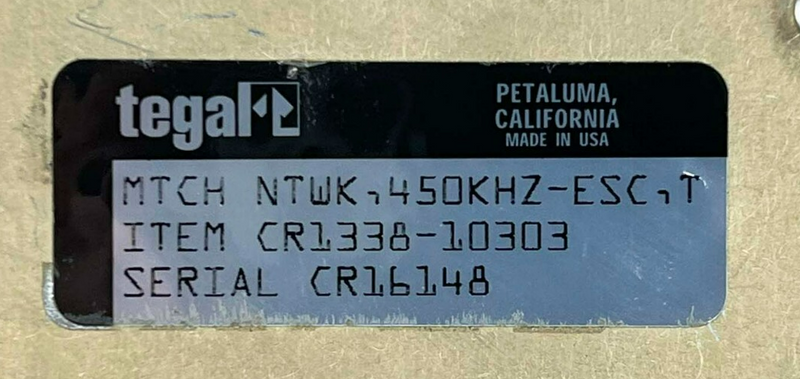 tegal
PETALUMA,
CALIFORNIA
MADE IN USA
MTCH NTWK,450KHZ-ESC,T
ITEM CR1338-10303
SERIAL CR16148